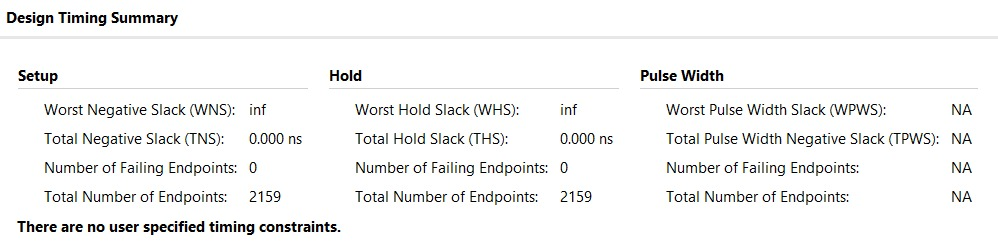 Design Timing Summary
Setup Hold Pulse Width
Worst Negative Slack (WNS): inf Worst Hold Slack (WHS): inf Worst Pulse Width Slack (WPWS): NA
Total Negative Slack (TNS): 0.000 ns Total Hold Slack (THS): 0.000 ns Total Pulse Width Negative Slack (TPWS): NA
Number of Failing Endpoints: 0 Number of Failing Endpoints: 0 Number of Failing Endpoints: NA
Total Number of Endpoints: 2159 Total Number of Endpoints: 2159 Total Number of Endpoints: NA
There are no user specified timing constraints.